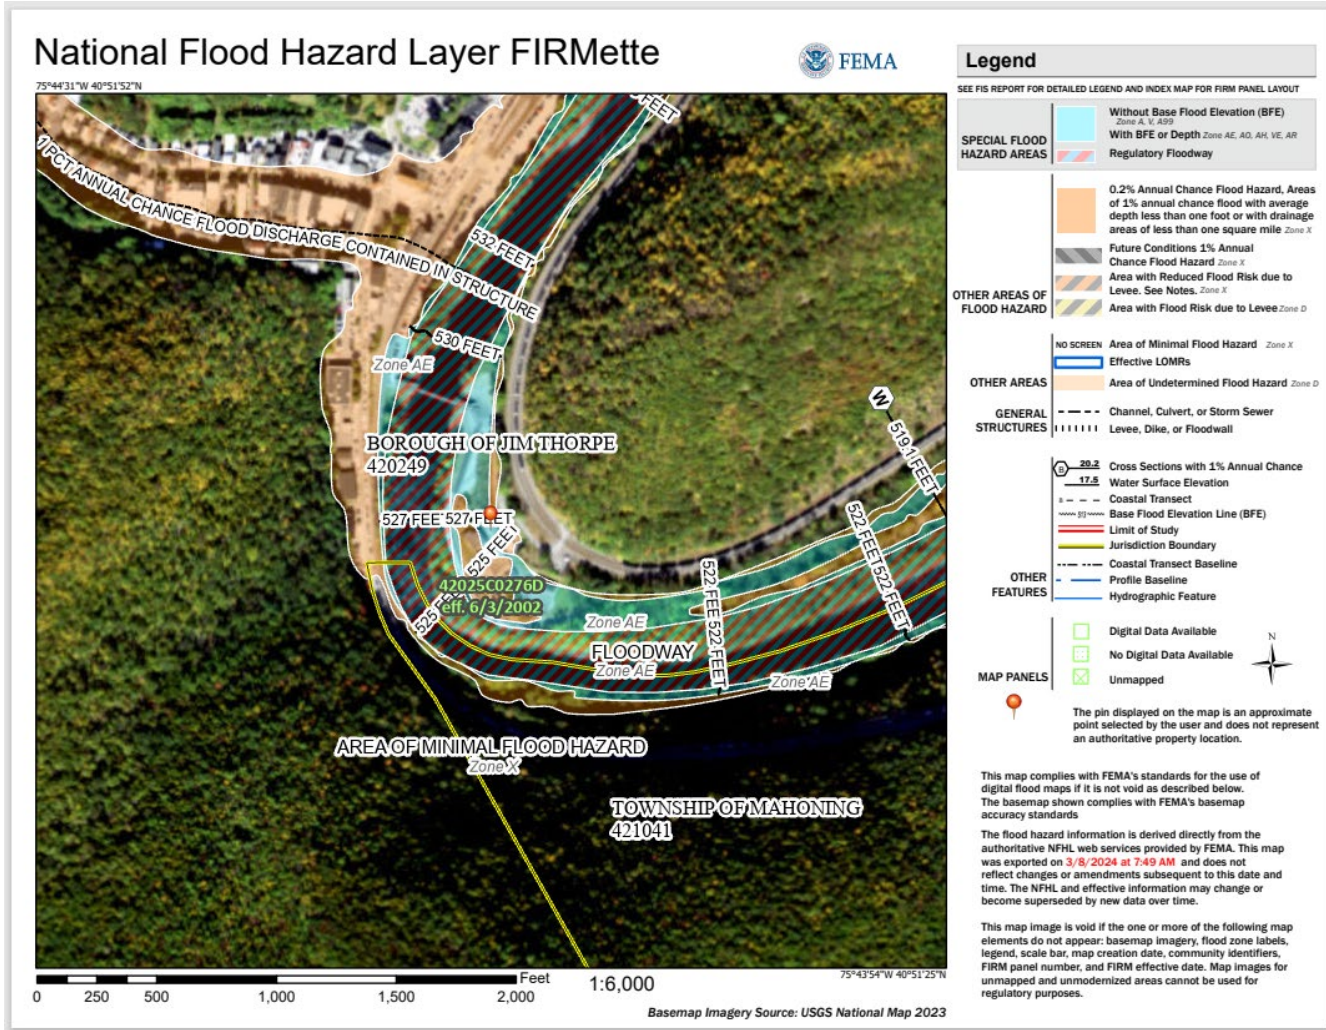 National Flood Hazard Layer FIRMette
FEMA
75°44'31"W 40°51'52"N
FEET
1 PCT ANNUAL CHANCE FLOOD DISCHARGE CONTAINED IN STRUCTURE
532 FEET
530 FEET
Zone AE
W
519.1 FEET
BOROUGH OF JIM THORPE
420249
527 FEE
527 FEET
525 FEET
522 FEET
522 FEET
42025C0276D
eff. 6/3/2002
Zone AE
522 FEE
522 FEET
FLOODWAY
Zone AE
Zone AE
AREA OF MINIMAL FLOOD HAZARD
Zone X
TOWNSHIP OF MAHONING
421041
Feet
1:6,000
75°43'54"W 40°51'25"N
0 250 500 1,000 1,500 2,000
Basemap Imagery Source: USGS National Map 2023
Legend
SEE FIS REPORT FOR DETAILED LEGEND AND INDEX MAP FOR FIRM PANEL LAYOUT
SPECIAL FLOOD
HAZARD AREAS
Without Base Flood Elevation (BFE)
Zone A, V, A99
With BFE or Depth Zone AE, AO, AH, VE, AR
Regulatory Floodway
OTHER AREAS OF
FLOOD HAZARD
0.2% Annual Chance Flood Hazard, Areas
of 1% annual chance flood with average
depth less than one foot or with drainage
areas of less than one square mile Zone X
Future Conditions 1% Annual
Chance Flood Hazard Zone X
Area with Reduced Flood Risk due to
Levee. See Notes. Zone X
Area with Flood Risk due to Levee Zone D
OTHER AREAS
NO SCREEN Area of Minimal Flood Hazard Zone X
Effective LOMRs
Area of Undetermined Flood Hazard Zone D
GENERAL
STRUCTURES
Channel, Culvert, or Storm Sewer
Levee, Dike, or Floodwall
OTHER
FEATURES
B 20.2 Cross Sections with 1% Annual Chance
17.5 Water Surface Elevation
Coastal Transect
Base Flood Elevation Line (BFE)
Limit of Study
Jurisdiction Boundary
Coastal Transect Baseline
Profile Baseline
Hydrographic Feature
MAP PANELS
Digital Data Available
No Digital Data Available
Unmapped
N
The pin displayed on the map is an approximate
point selected by the user and does not represent
an authoritative property location.
This map complies with FEMA's standards for the use of
digital flood maps if it is not void as described below.
The basemap shown complies with FEMA's basemap
accuracy standards
The flood hazard information is derived directly from the
authoritative NFHL web services provided by FEMA. This map
was exported on 3/8/2024 at 7:49 AM and does not
reflect changes or amendments subsequent to this date and
time. The NFHL and effective information may change or
become superseded by new data over time.
This map image is void if the one or more of the following map
elements do not appear: basemap imagery, flood zone labels,
legend, scale bar, map creation date, community identifiers,
FIRM panel number, and FIRM effective date. Map images for
unmapped and unmodernized areas cannot be used for
regulatory purposes.